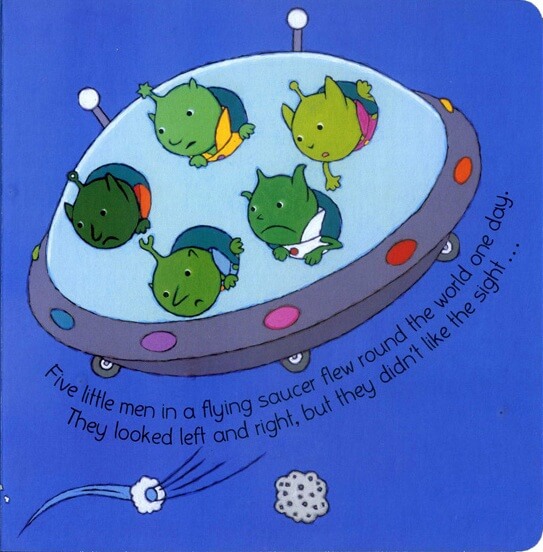 Five little men in a flying saucer flew round the world one day.
They looked left and right, but they didn't like the sight...